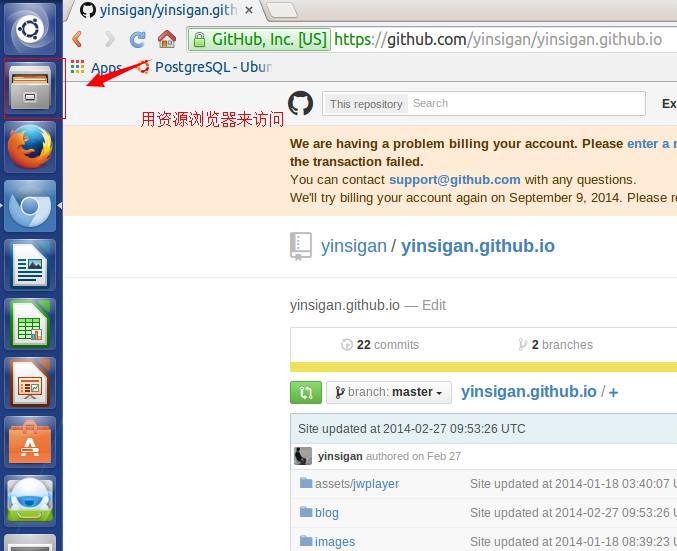 yinsigan/yinsigan.gith
GitHub, Inc. [US] https://github.com/yinsigan/yinsigan.github.io
Apps PostgreSQL - Ubun
用资源浏览器来访问
This repository Search Ex
We are having a problem billing your account. Please enter a n
the transaction failed.
You can contact support@github.com with any questions.
We'll try billing your account again on September 9, 2014. Please re
yinsigan / yinsigan.github.io
yinsigan.github.io — Edit
22 commits 2 branches
branch: master yinsigan.github.io / +
Site updated at 2014-02-27 09:53:26 UTC
yinsigan authored on Feb 27
assets/jwplayer Site updated at 2014-01-18 03:40:07 U
blog Site updated at 2014-02-27 09:53:26 U
images Site updated at 2014-01-18 08:39:23 U